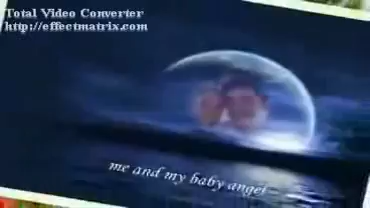 Total Video Converter
http://effectmatrix.com
me and my baby angel